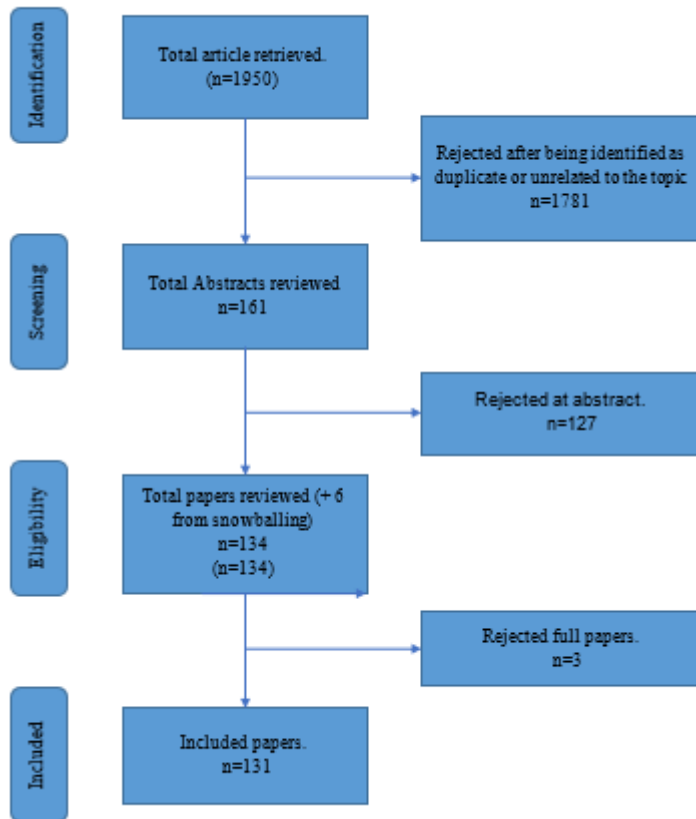 Identification
Total article retrieved.
(n=1950)
Rejected after being identified as
duplicate or unrelated to the topic
n=1781
Screening
Total Abstracts reviewed
n=161
Rejected at abstract.
n=127
Eligibility
Total papers reviewed (+ 6
from snowballing)
n=134
(n=134)
Rejected full papers.
n=3
Included
Included papers.
n=131